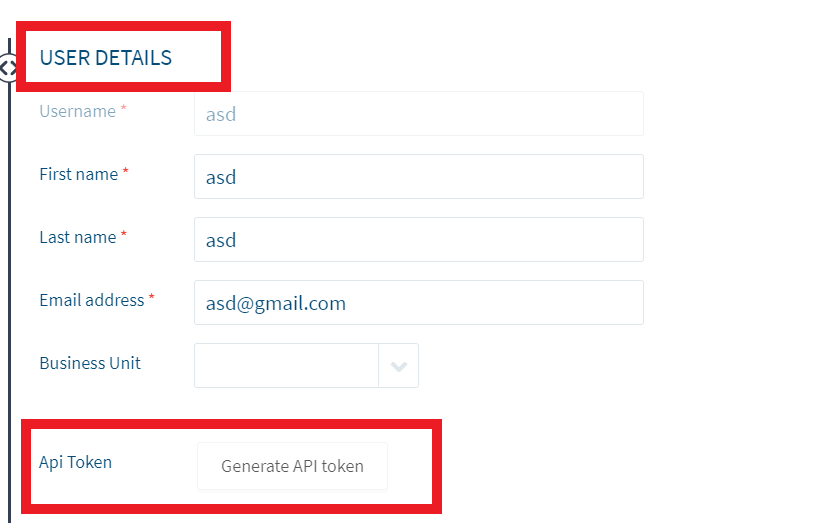 USER DETAILS
Username * asd
First name * asd
Last name * asd
Email address * asd@gmail.com
Business Unit
Api Token Generate API token